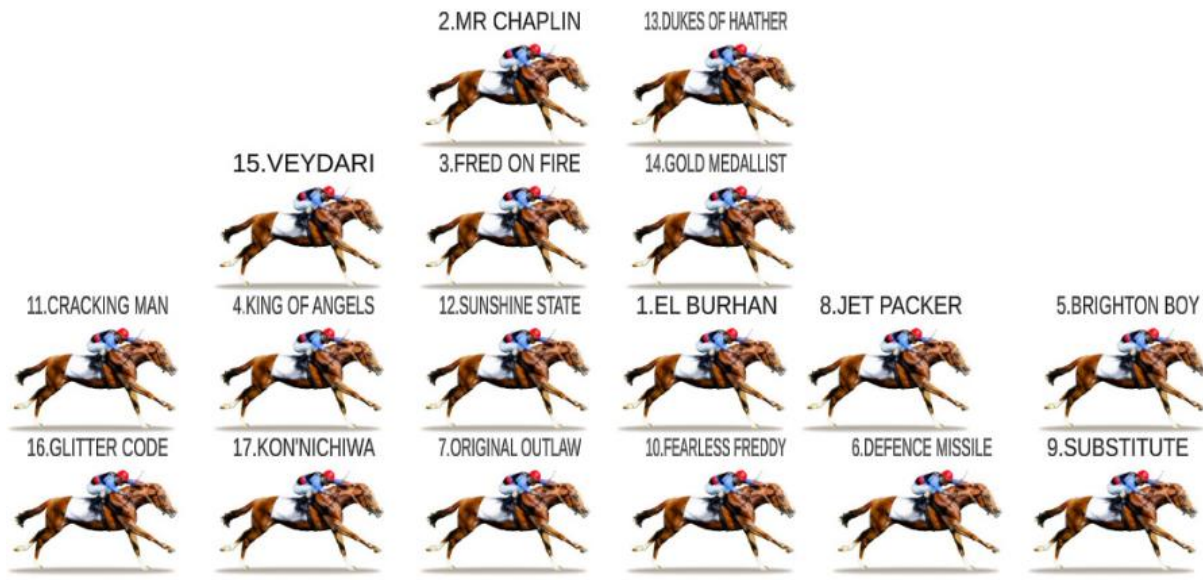 2.MR CHAPLIN 13.DUKES OF HAATHER
15.VEYDARI 3.FRED ON FIRE 14.GOLD MEDALLIST
11.CRACKING MAN 4.KING OF ANGELS 12.SUNSHINE STATE 1.EL BURHAN 8.JET PACKER 5.BRIGHTON BOY
16.GLITTER CODE 17.KON'NICHIWA 7.ORIGINAL OUTLAW 10.FEARLESS FREDDY 6.DEFENCE MISSILE 9.SUBSTITUTE